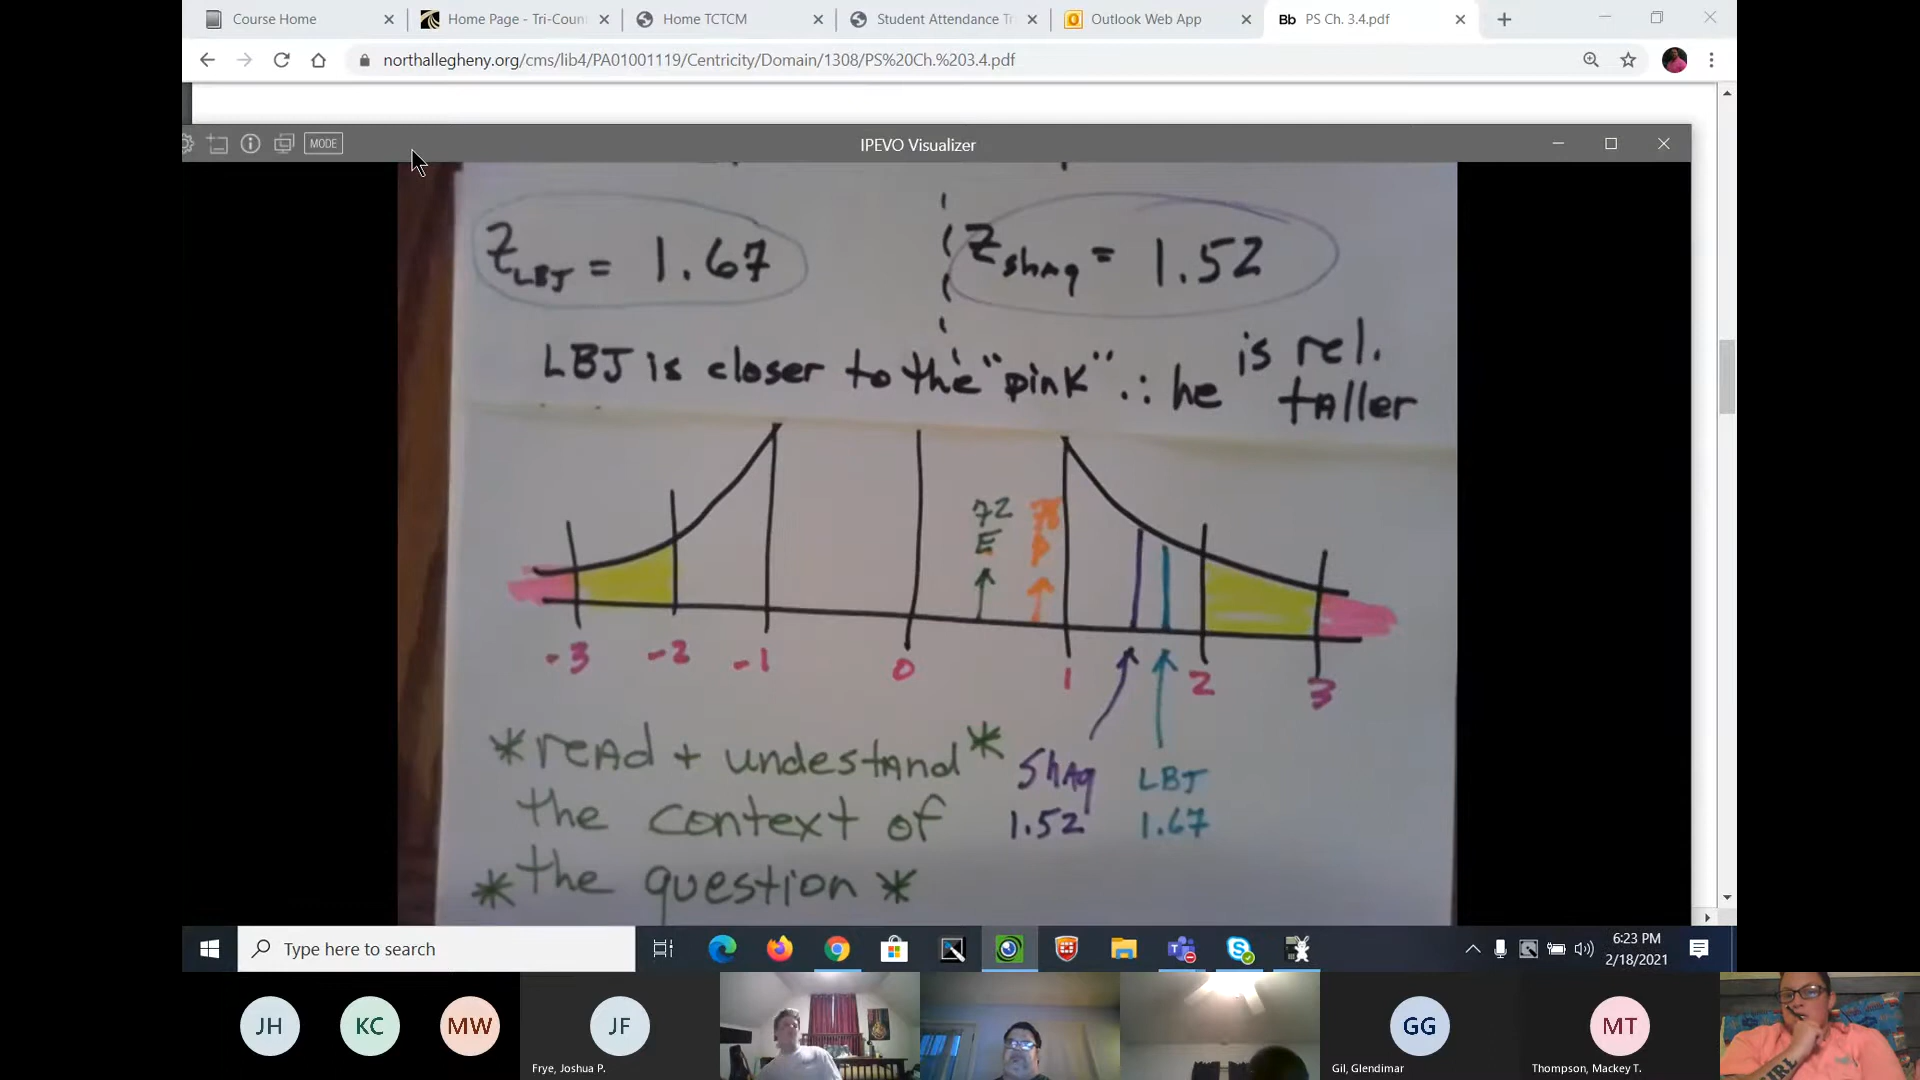 Course Home
Home Page - Tri-Coun
Home TCTCM
Student Attendance Tr
Outlook Web App
Bb PS Ch. 3.4.pdf
northallegheny.org/cms/lib4/PA01001119/Centricity/Domain/1308/PS%20Ch.%203.4.pdf
MODE
IPEVO Visualizer
Z LBJ = 1.67
Z ShAq = 1.52
LBJ is closer to the "pink" ∴ he is rel. tAller
72
E
-3 -2 -1 0 1 2 3
*reAd + undestAnd*
the context of
*the question*
ShAq
1.52
LBJ
1.67
Type here to search
6:23 PM
2/18/2021
JH
KC
MW
JF
GG
MT
Frye, Joshua P.
Gil, Glendimar
Thompson, Mackey T.